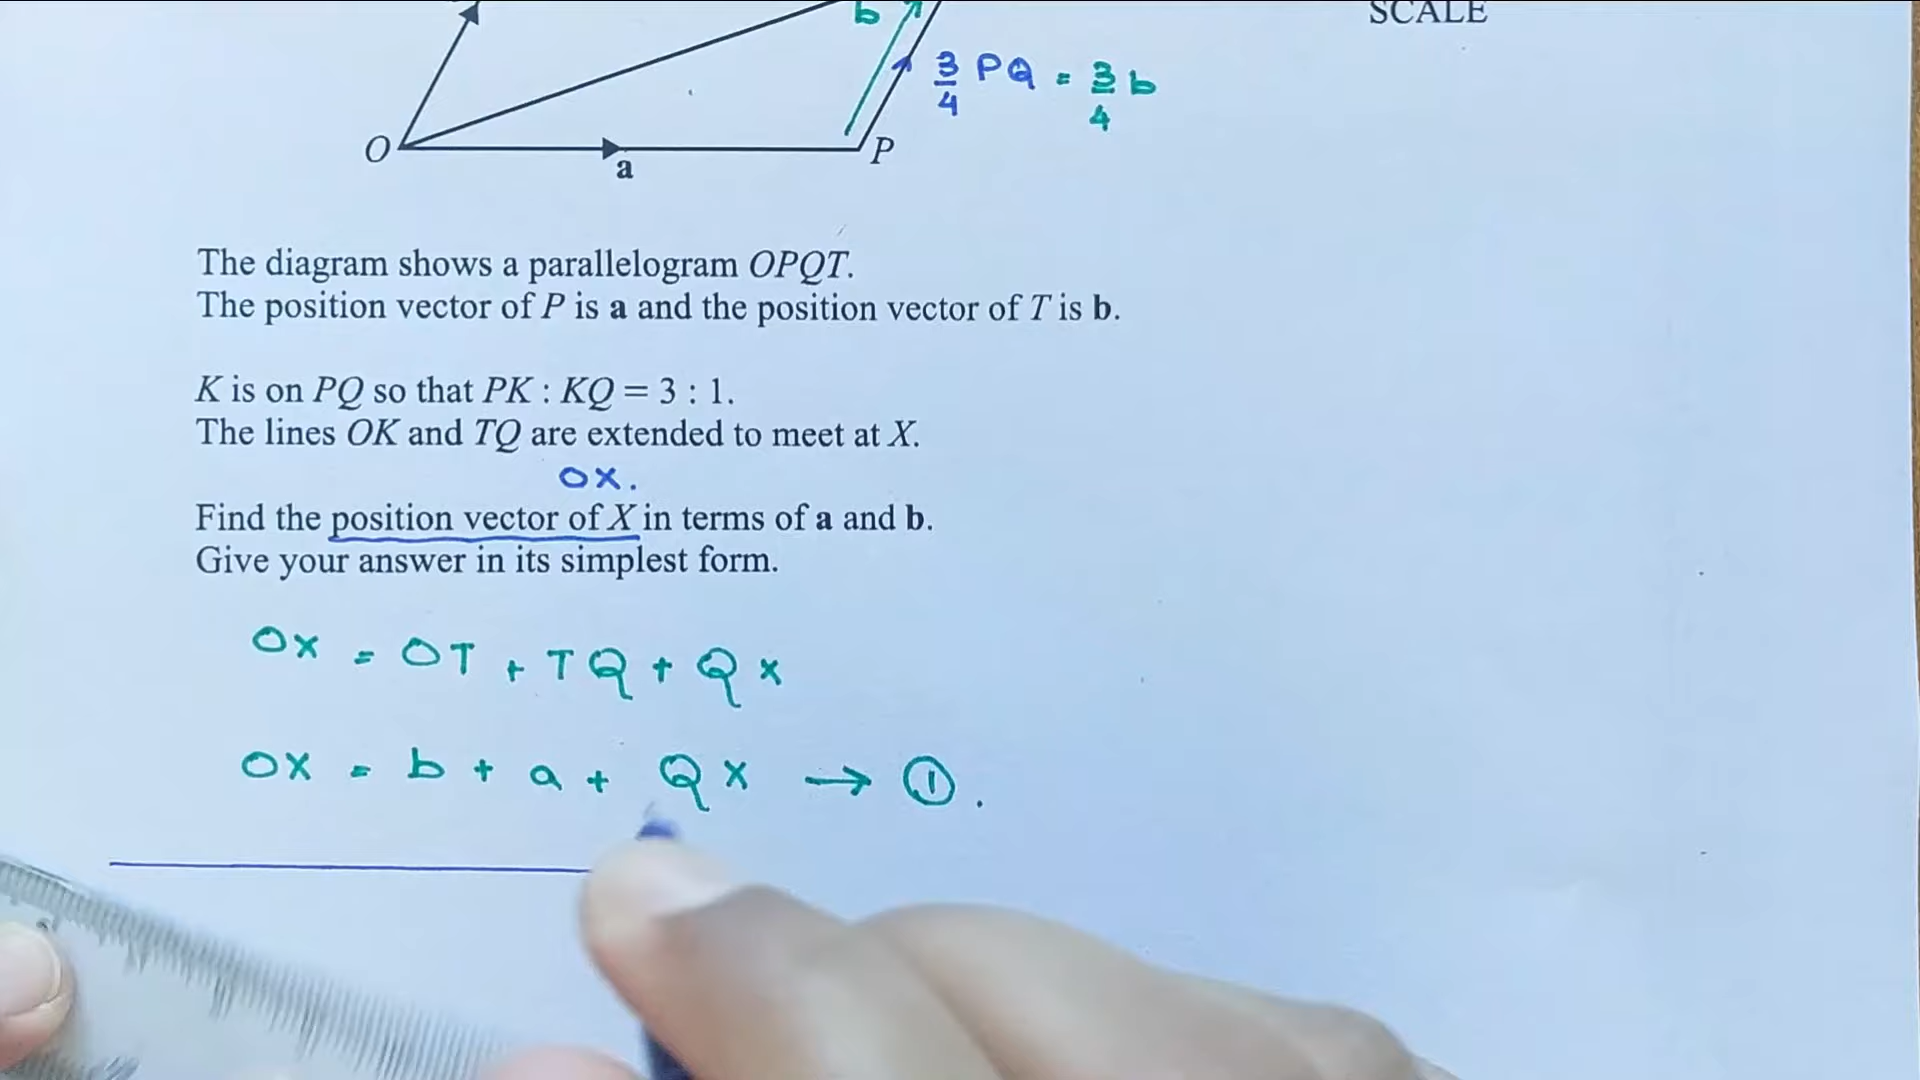 SCALE
b
3/4 PQ = 3/4 b
O
P
a
The diagram shows a parallelogram OPQT.
The position vector of P is a and the position vector of T is b.
K is on PQ so that PK : KQ = 3 : 1.
The lines OK and TQ are extended to meet at X.
OX.
Find the position vector of X in terms of a and b.
Give your answer in its simplest form.
OX = OT + TQ + QX
OX = b + a + QX → ①.